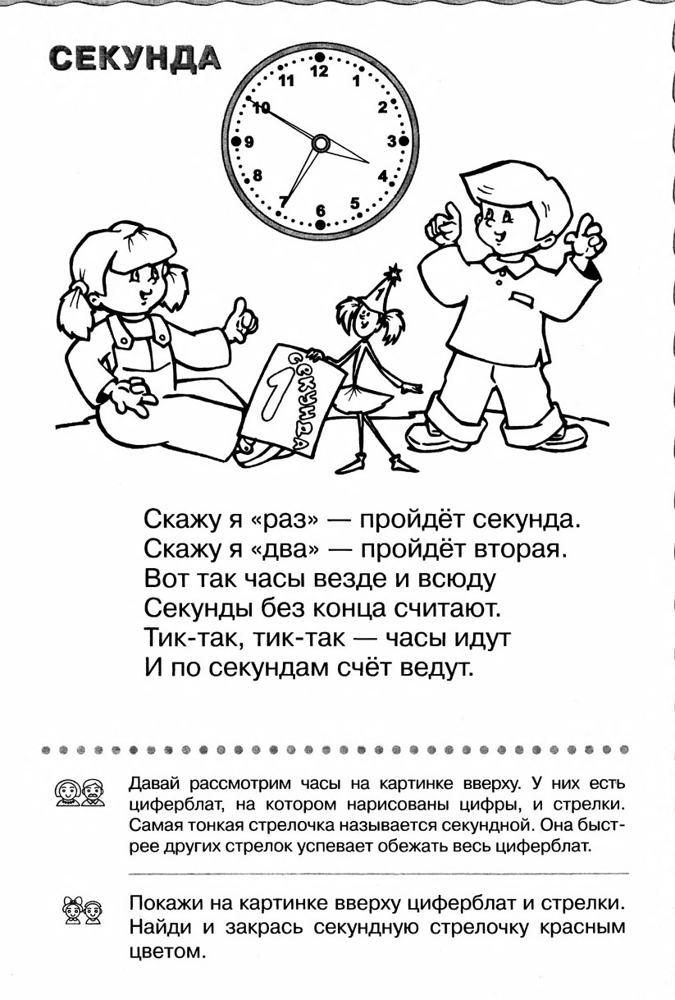 СЕКУНДА
12
11
1
10
2
9
3
8
4
7
5
6
1 СЕКУНДА
Скажу я «раз» — пройдёт секунда.
Скажу я «два» — пройдёт вторая.
Вот так часы везде и всюду
Секунды без конца считают.
Тик-так, тик-так — часы идут
И по секундам счёт ведут.
Давай рассмотрим часы на картинке вверху. У них есть
циферблат, на котором нарисованы цифры, и стрелки.
Самая тонкая стрелочка называется секундной. Она быст-
рее других стрелок успевает обежать весь циферблат.
Покажи на картинке вверху циферблат и стрелки.
Найди и закрась секундную стрелочку красным
цветом.